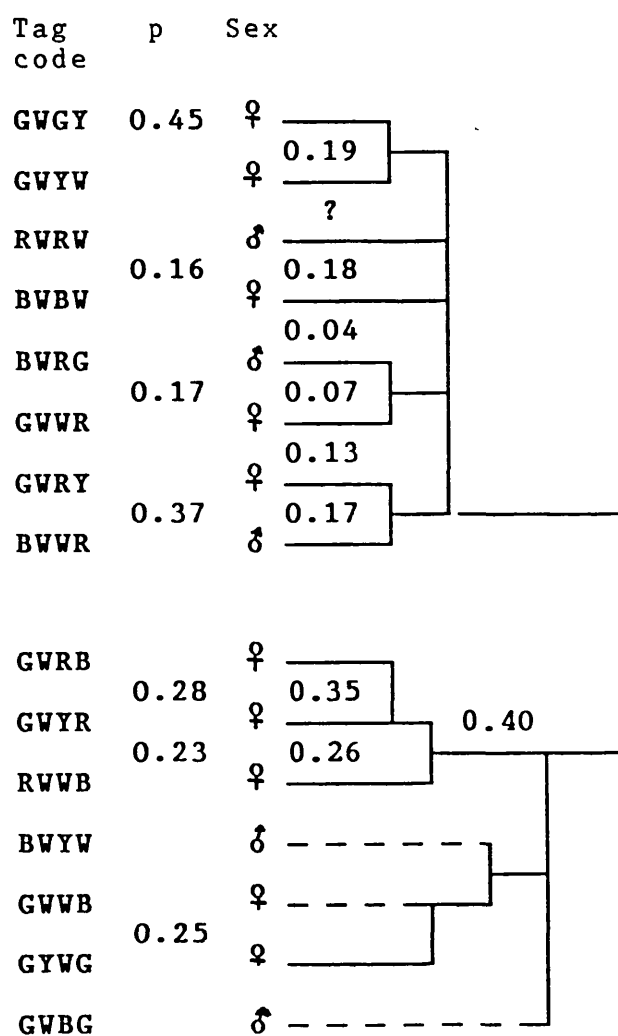 Tag p Sex
code
GWGY 0.45 ♀
0.19
GWYW ♀
?
RWRW ♂
0.16 0.18
BWBW ♀
0.04
BWRG ♂
0.17 0.07
GWWR ♀
0.13
GWRY ♀
0.37 0.17
BWWR ♂
GWRB ♀
0.28 0.35
GWYR ♀ 0.40
0.23 0.26
RWWB ♀
BWYW ♂
GWWB ♀
0.25
GYWG ♀
GWBG ♂